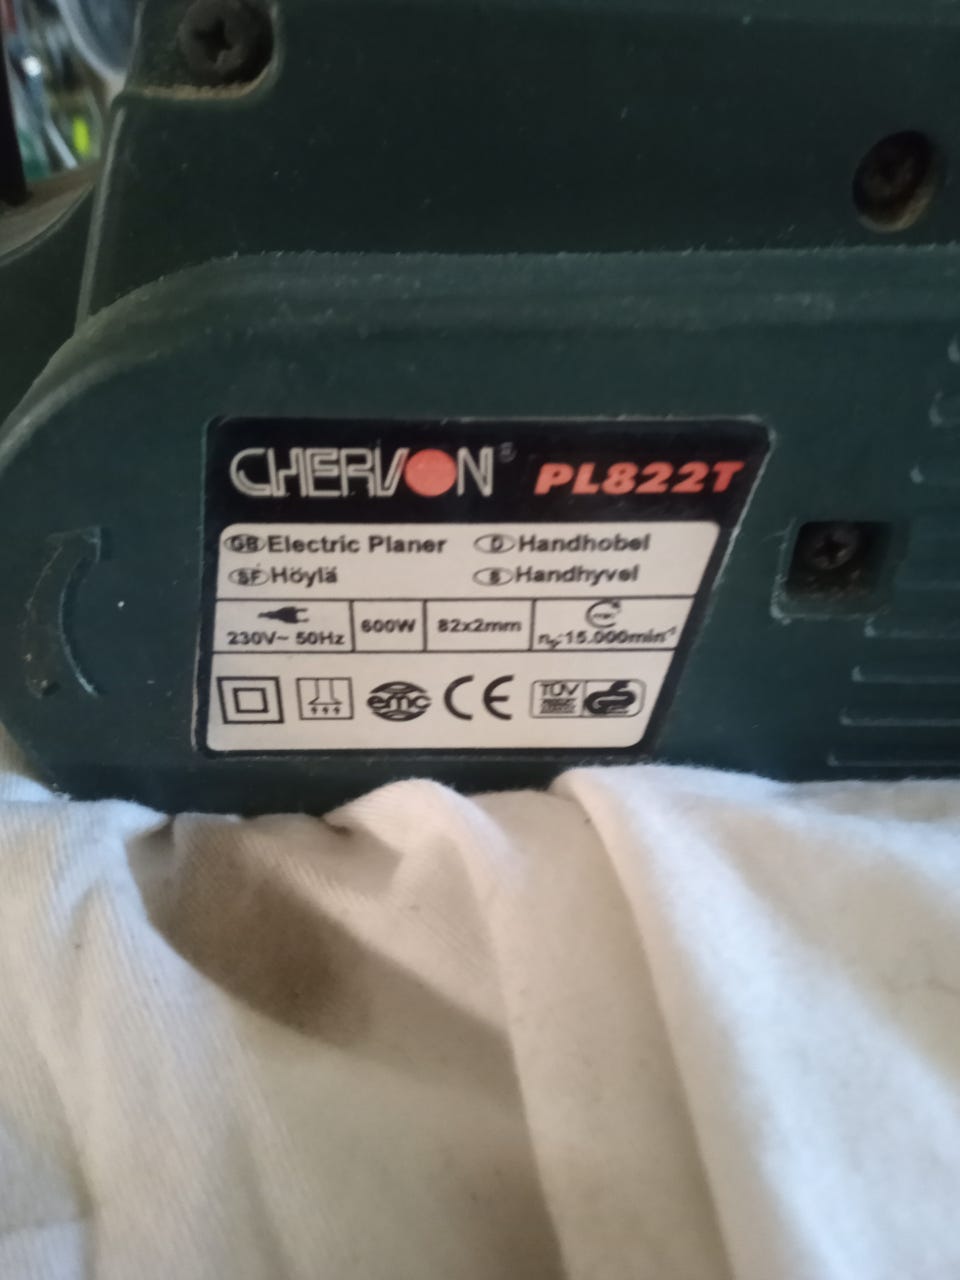 CHERVON® PL822T
GB Electric Planer D Handhobel
SF Höylä S Handhyvel
230V~ 50Hz 600W 82x2mm n₀:15.000min⁻¹
emc CE TÜV